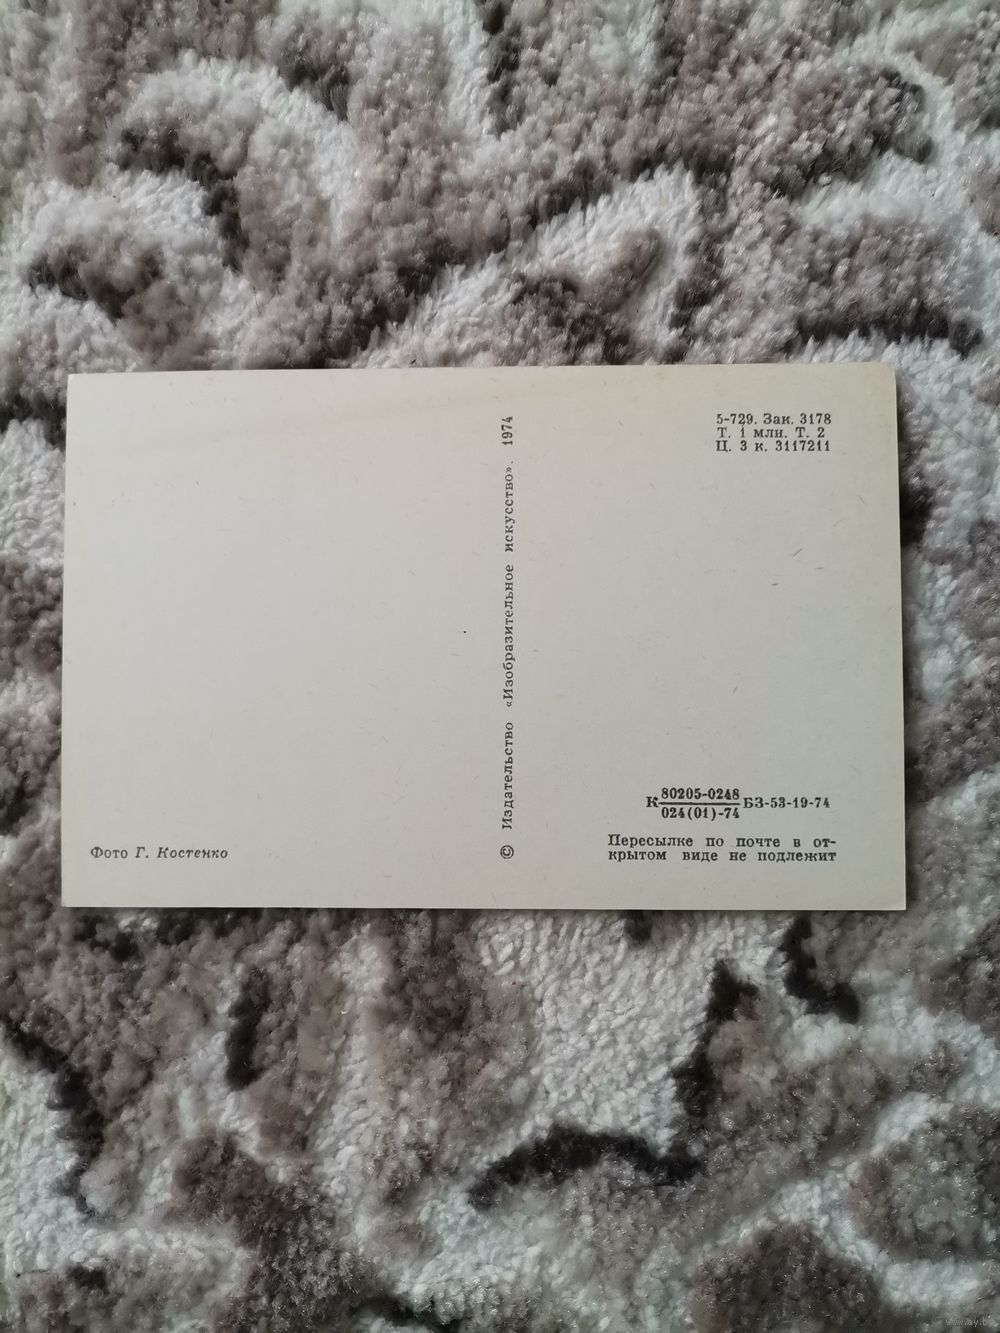 5-729. Зак. 3178
Т. 1 млн. Т. 2
Ц. 3 к. 3117211
© Издательство «Изобразительное искусство». 1974
К 80205-0248 БЗ-53-19-74
024(01)-74
Фото Г. Костенко
Пересылке по почте в от-
крытом виде не подлежит